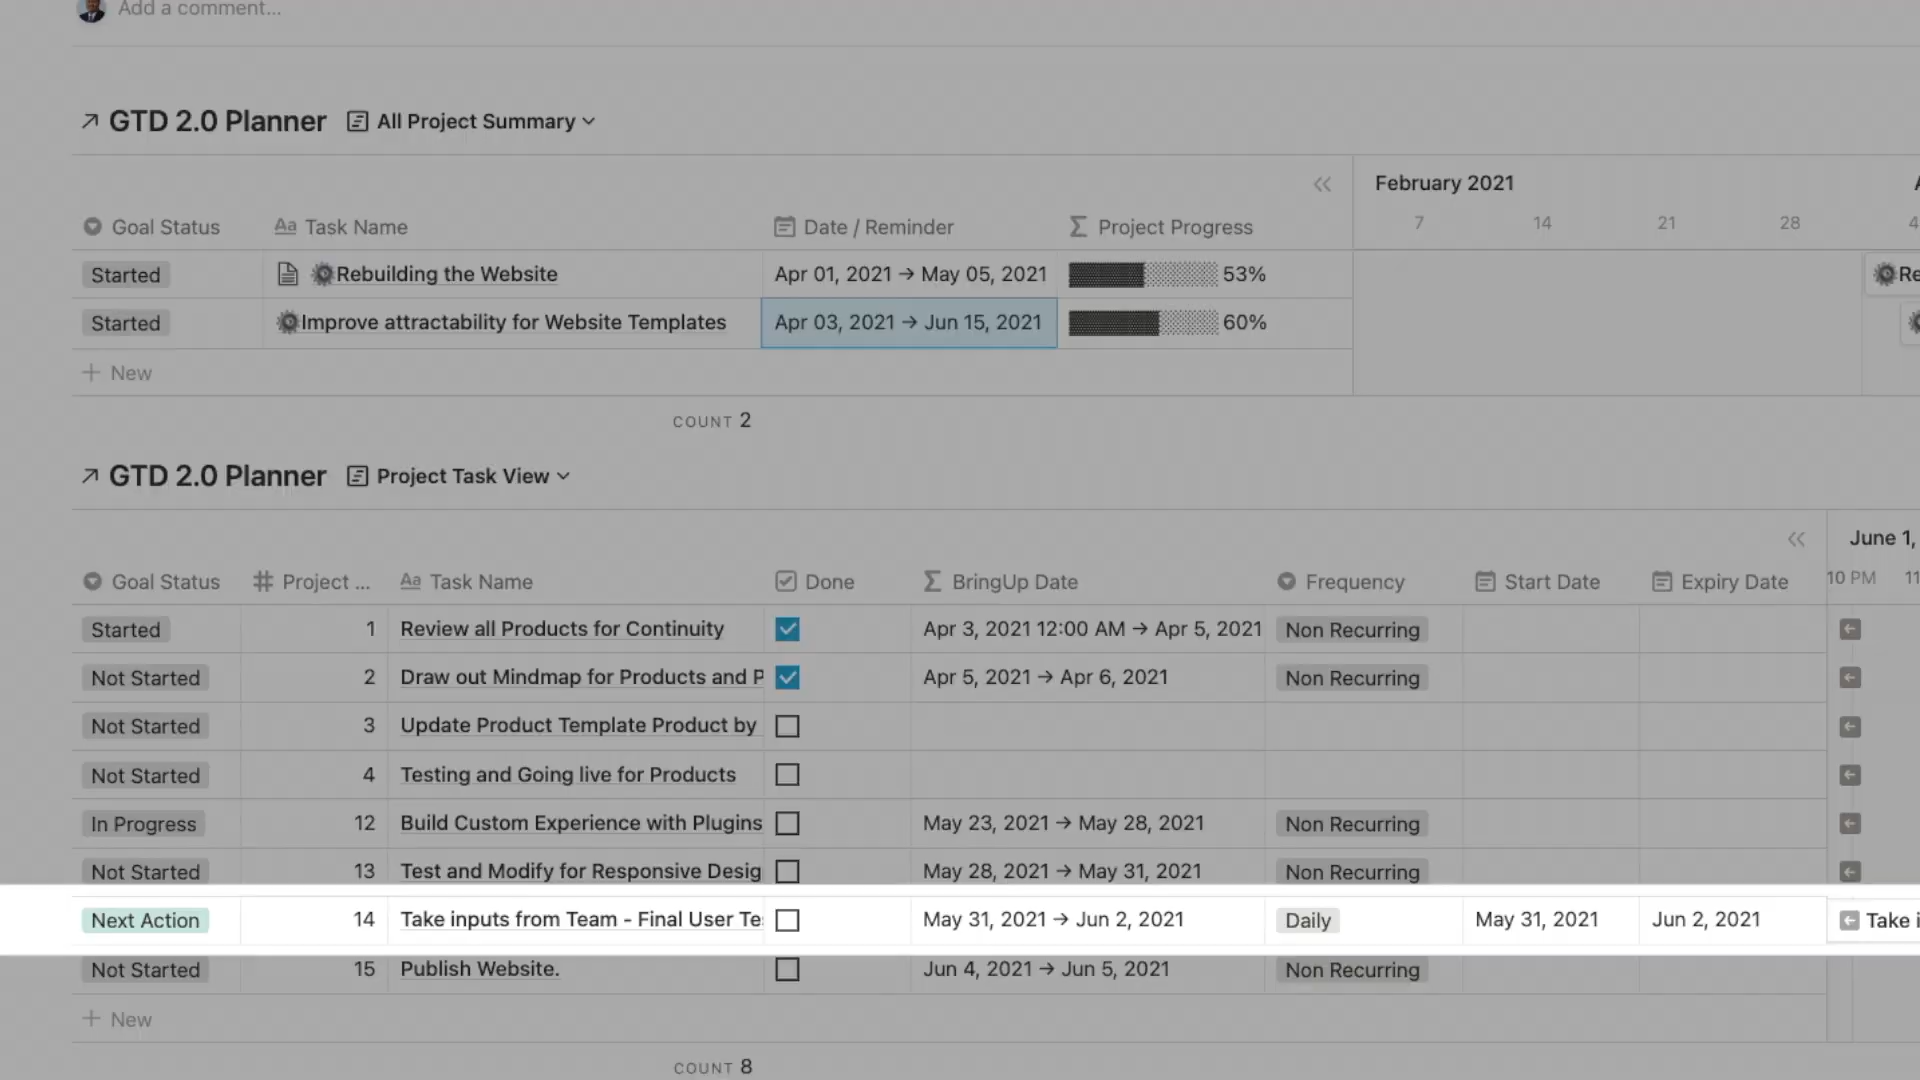 Add a comment...
GTD 2.0 Planner All Project Summary
February 2021
7 14 21 28 4
Goal Status Aa Task Name Date / Reminder Project Progress
Started Rebuilding the Website Apr 01, 2021 → May 05, 2021 53% Re
Started Improve attractability for Website Templates Apr 03, 2021 → Jun 15, 2021 60%
+ New
COUNT 2
GTD 2.0 Planner Project Task View
June 1,
10 PM 11
Goal Status # Project ... Aa Task Name Done BringUp Date Frequency Start Date Expiry Date
Started 1 Review all Products for Continuity Apr 3, 2021 12:00 AM → Apr 5, 2021 Non Recurring
Not Started 2 Draw out Mindmap for Products and P Apr 5, 2021 → Apr 6, 2021 Non Recurring
Not Started 3 Update Product Template Product by
Not Started 4 Testing and Going live for Products
In Progress 12 Build Custom Experience with Plugins May 23, 2021 → May 28, 2021 Non Recurring
Not Started 13 Test and Modify for Responsive Desig May 28, 2021 → May 31, 2021 Non Recurring
Next Action 14 Take inputs from Team - Final User Te May 31, 2021 → Jun 2, 2021 Daily May 31, 2021 Jun 2, 2021 Take i
Not Started 15 Publish Website. Jun 4, 2021 → Jun 5, 2021 Non Recurring
+ New
COUNT 8